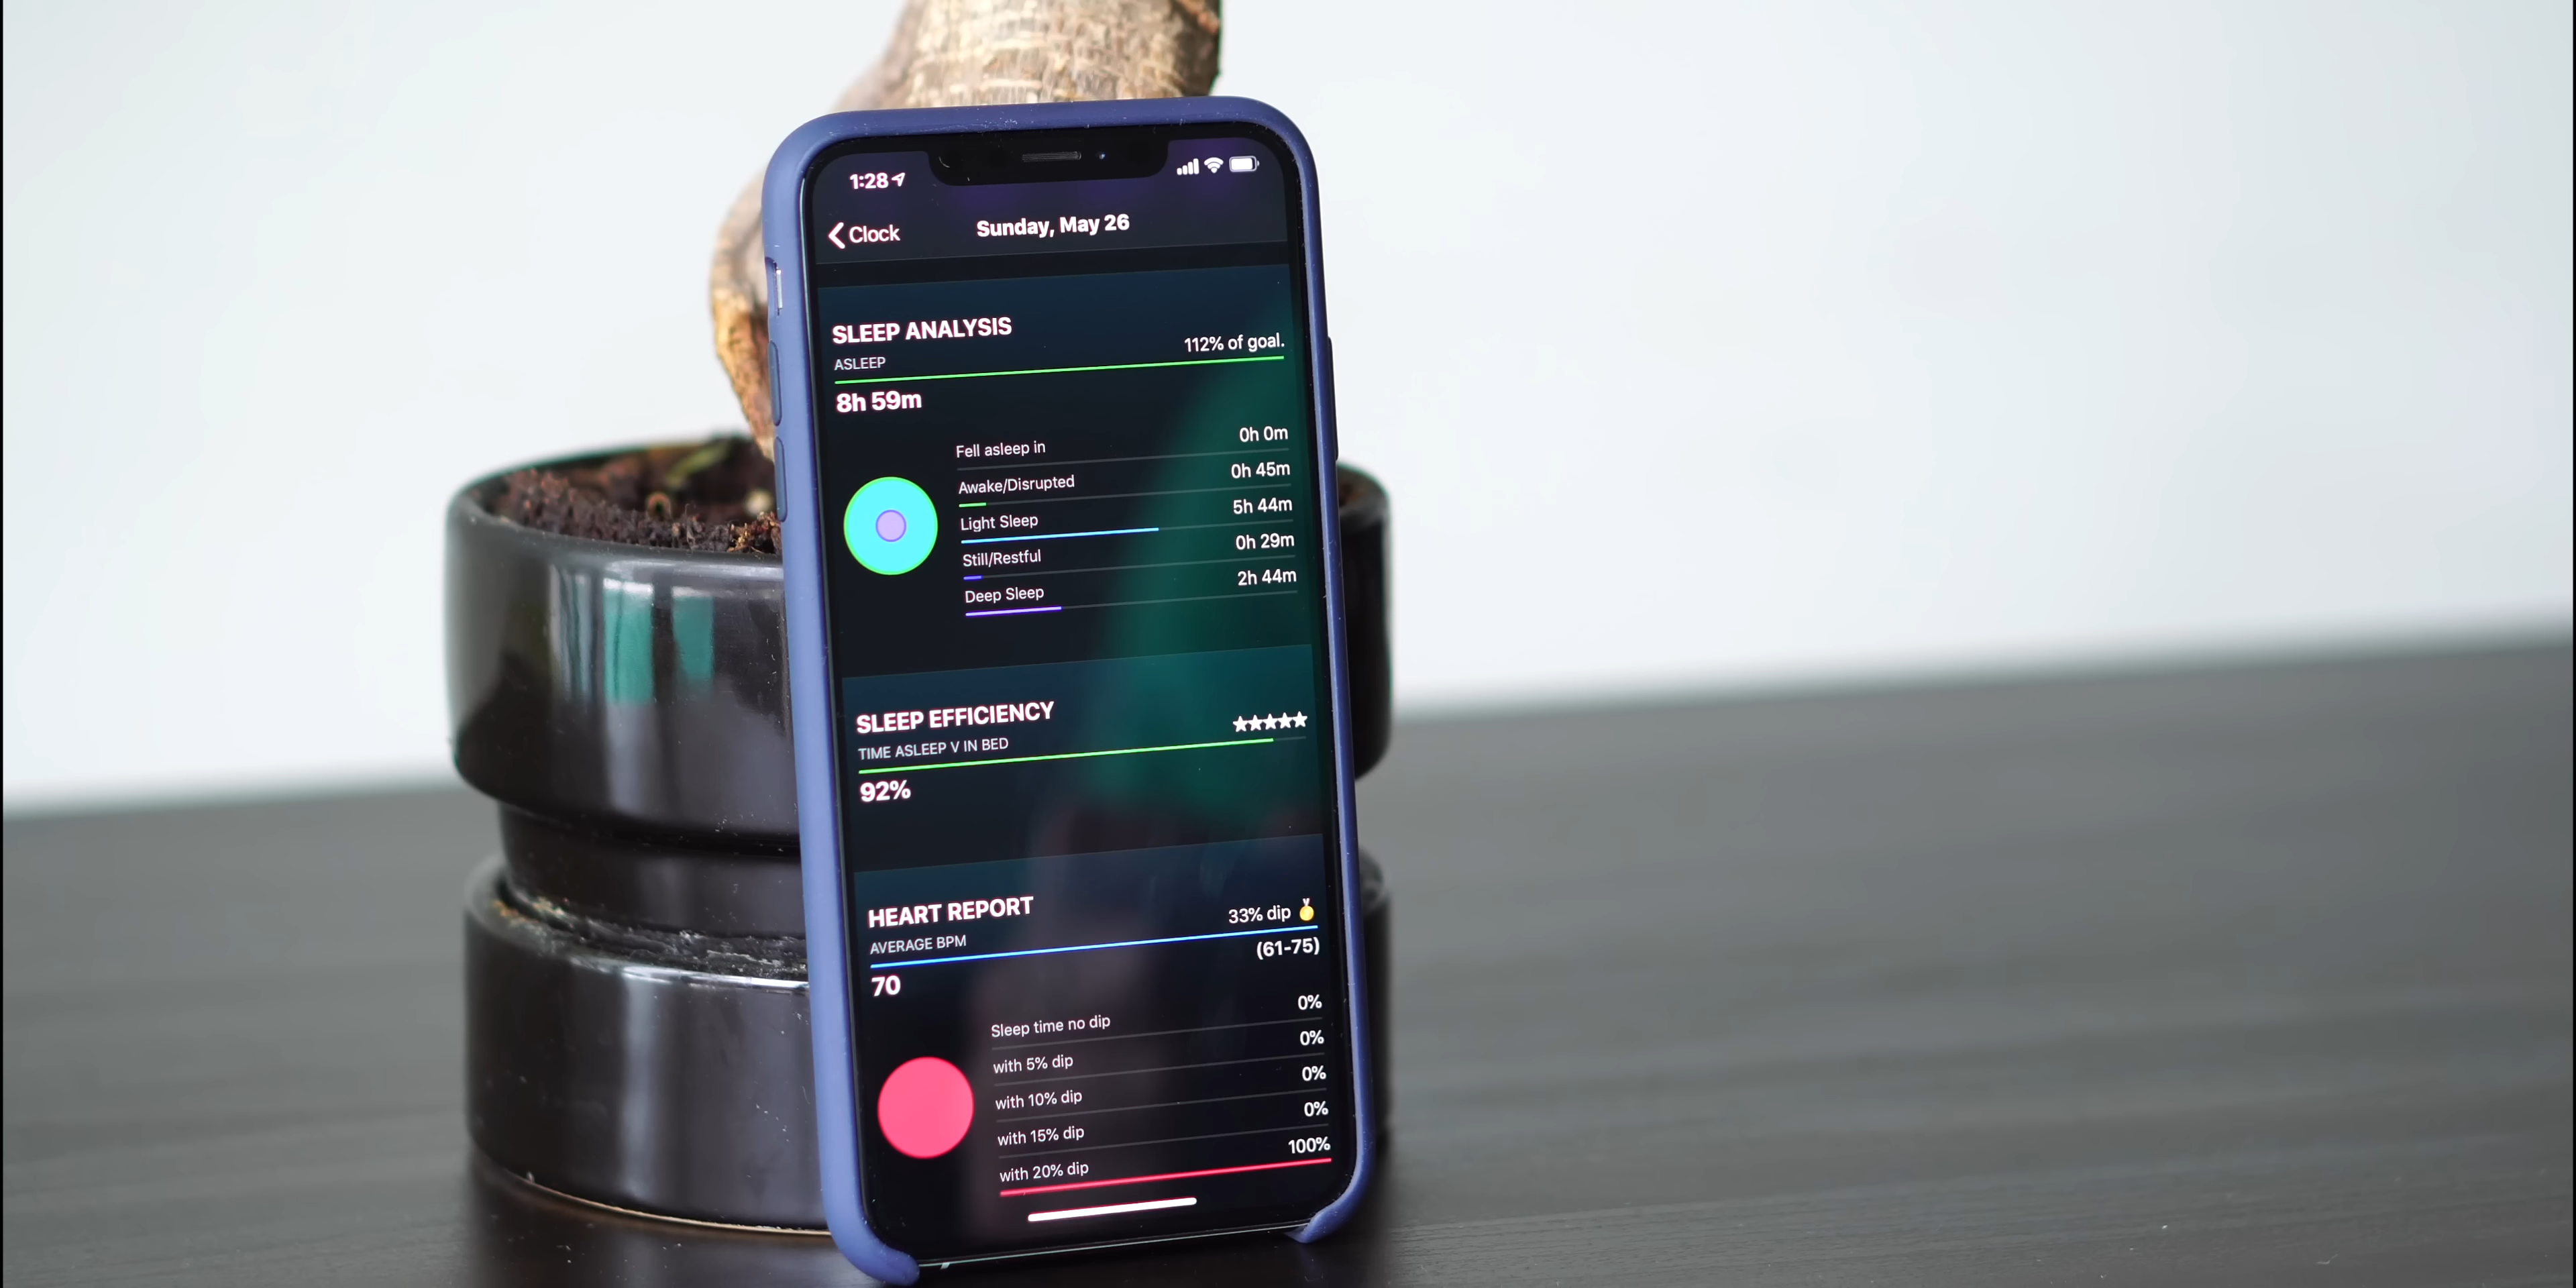 1:28
Clock
Sunday, May 26
SLEEP ANALYSIS
ASLEEP
112% of goal.
8h 59m
Fell asleep in 0h 0m
Awake/Disrupted 0h 45m
Light Sleep 5h 44m
Still/Restful 0h 29m
Deep Sleep 2h 44m
SLEEP EFFICIENCY
TIME ASLEEP V IN BED
★★★★★
92%
HEART REPORT
AVERAGE BPM
33% dip 🏅
70
(61-75)
Sleep time no dip 0%
with 5% dip 0%
with 10% dip 0%
with 15% dip 0%
with 20% dip 100%